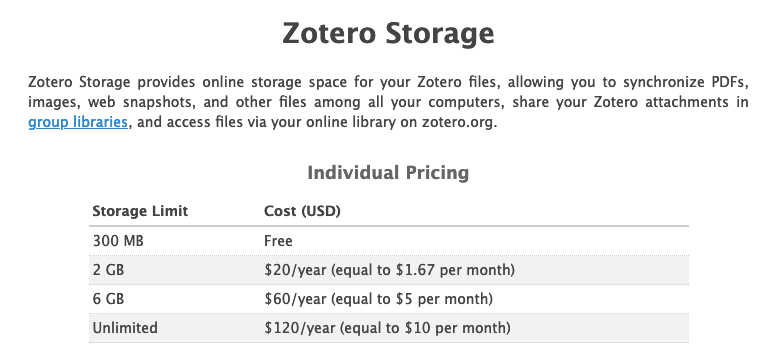 Zotero Storage
Zotero Storage provides online storage space for your Zotero files, allowing you to synchronize PDFs,
images, web snapshots, and other files among all your computers, share your Zotero attachments in
group libraries, and access files via your online library on zotero.org.
Individual Pricing
Storage Limit Cost (USD)
300 MB Free
2 GB $20/year (equal to $1.67 per month)
6 GB $60/year (equal to $5 per month)
Unlimited $120/year (equal to $10 per month)